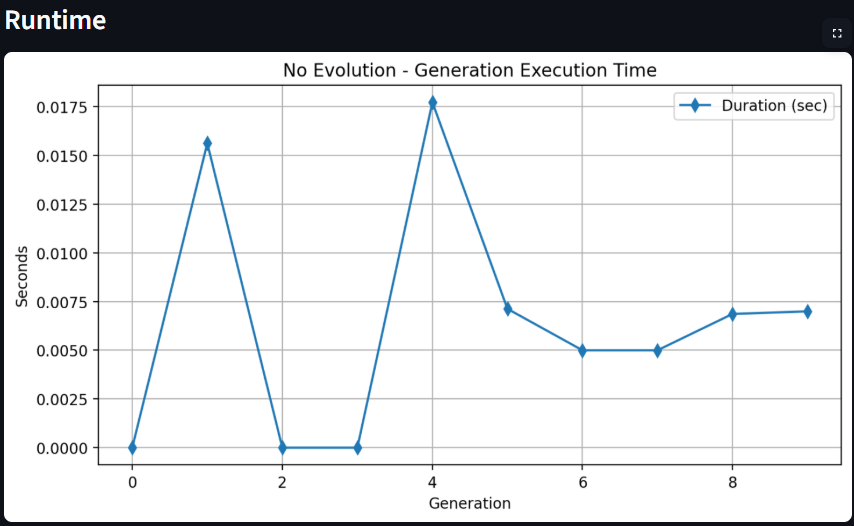 Runtime
No Evolution - Generation Execution Time
Duration (sec)
0.0175
0.0150
0.0125
0.0100
0.0075
0.0050
0.0025
0.0000
Seconds
0 2 4 6 8
Generation